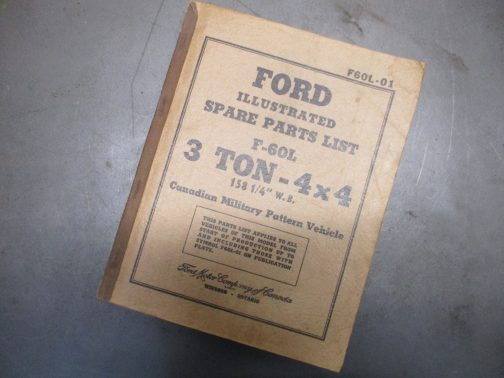 F60L-01
FORD
ILLUSTRATED
SPARE PARTS LIST
F-60L
3 TON - 4x4
158 1/4" W.B.
Canadian Military Pattern Vehicle
THIS PARTS LIST APPLIES TO ALL
VEHICLES OF THIS MODEL FROM
START OF PRODUCTION UP TO
AND INCLUDING THOSE WITH
SYMBOL F60L-01 ON PUBLICATION
PLATE.
Ford Motor Company of Canada
WINDSOR - ONTARIO